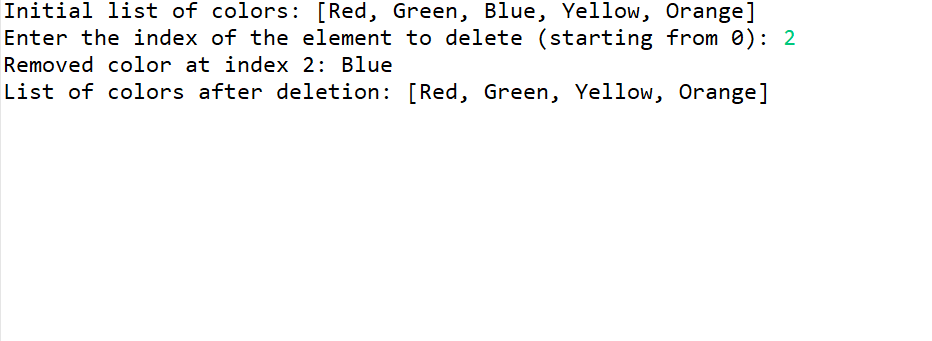 Initial list of colors: [Red, Green, Blue, Yellow, Orange]
Enter the index of the element to delete (starting from 0): 2
Removed color at index 2: Blue
List of colors after deletion: [Red, Green, Yellow, Orange]